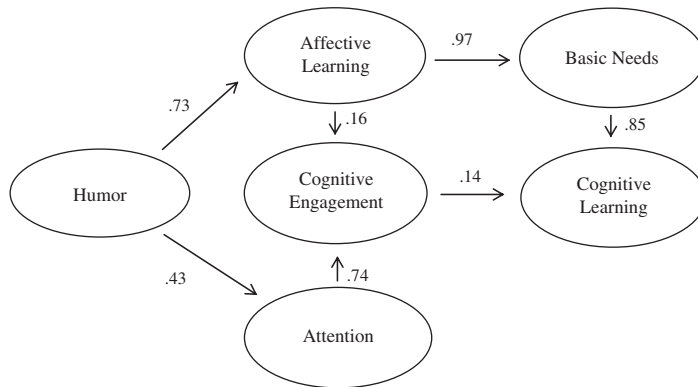 Affective
Learning
.97
Basic Needs
.73
.16
.85
Humor
Cognitive
Engagement
.14
Cognitive
Learning
.43
.74
Attention